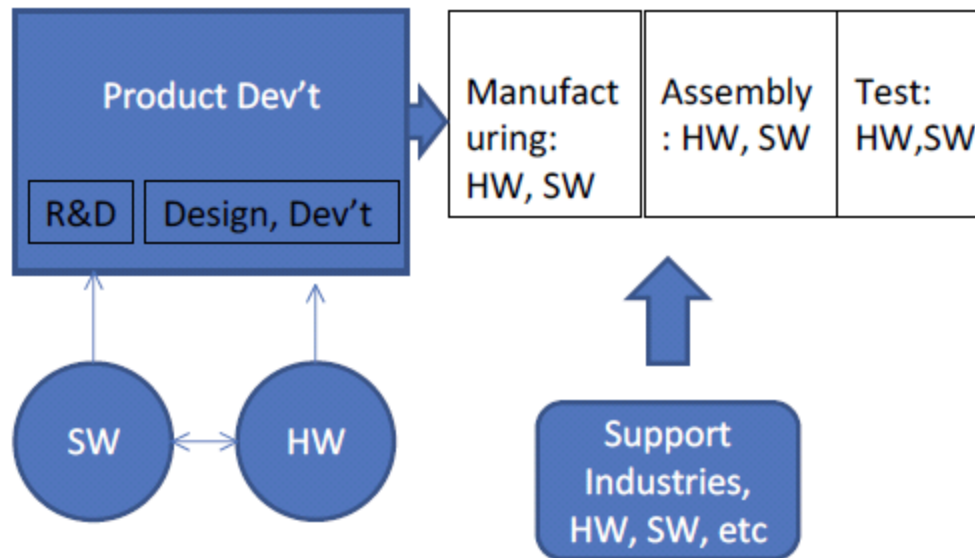 Product Dev't
R&D
Design, Dev't
Manufact
uring:
HW, SW
Assembly
: HW, SW
Test:
HW,SW
SW
HW
Support
Industries,
HW, SW, etc